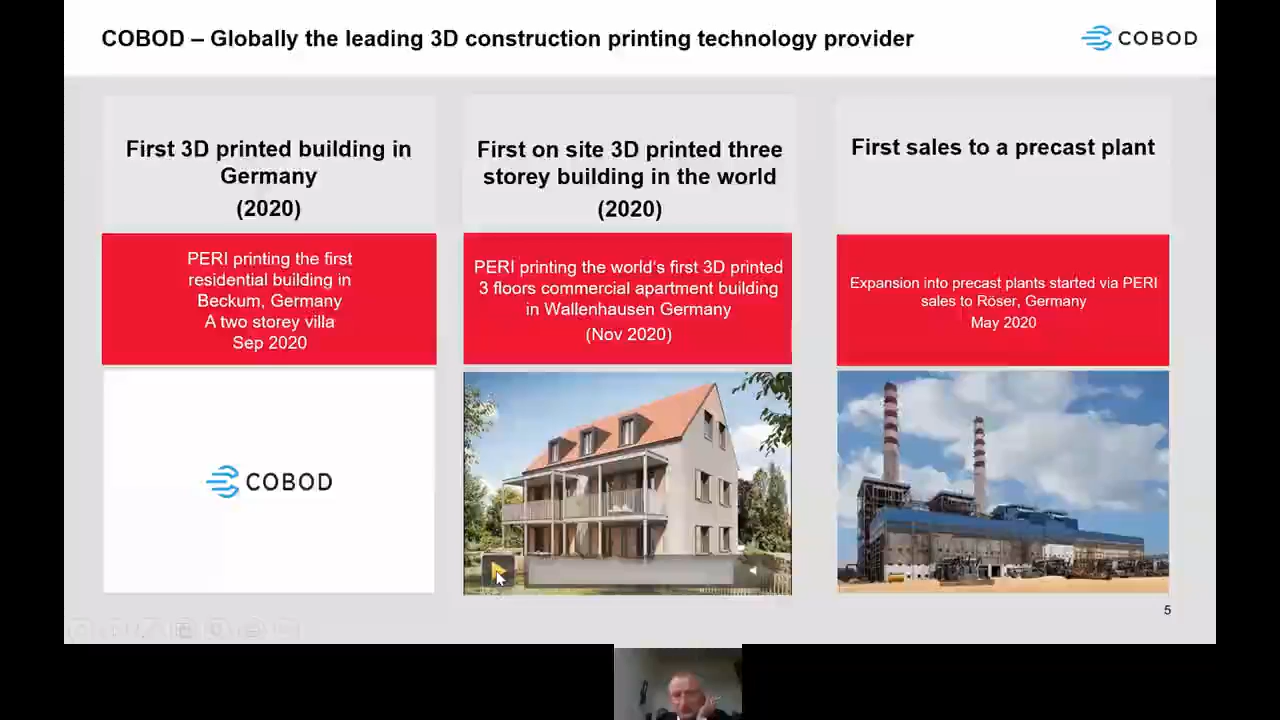 COBOD – Globally the leading 3D construction printing technology provider
COBOD
First 3D printed building in
Germany
(2020)
PERI printing the first
residential building in
Beckum, Germany
A two storey villa
Sep 2020
COBOD
First on site 3D printed three
storey building in the world
(2020)
PERI printing the world's first 3D printed
3 floors commercial apartment building
in Wallenhausen Germany
(Nov 2020)
First sales to a precast plant
Expansion into precast plants started via PERI
sales to Röser, Germany
May 2020
5